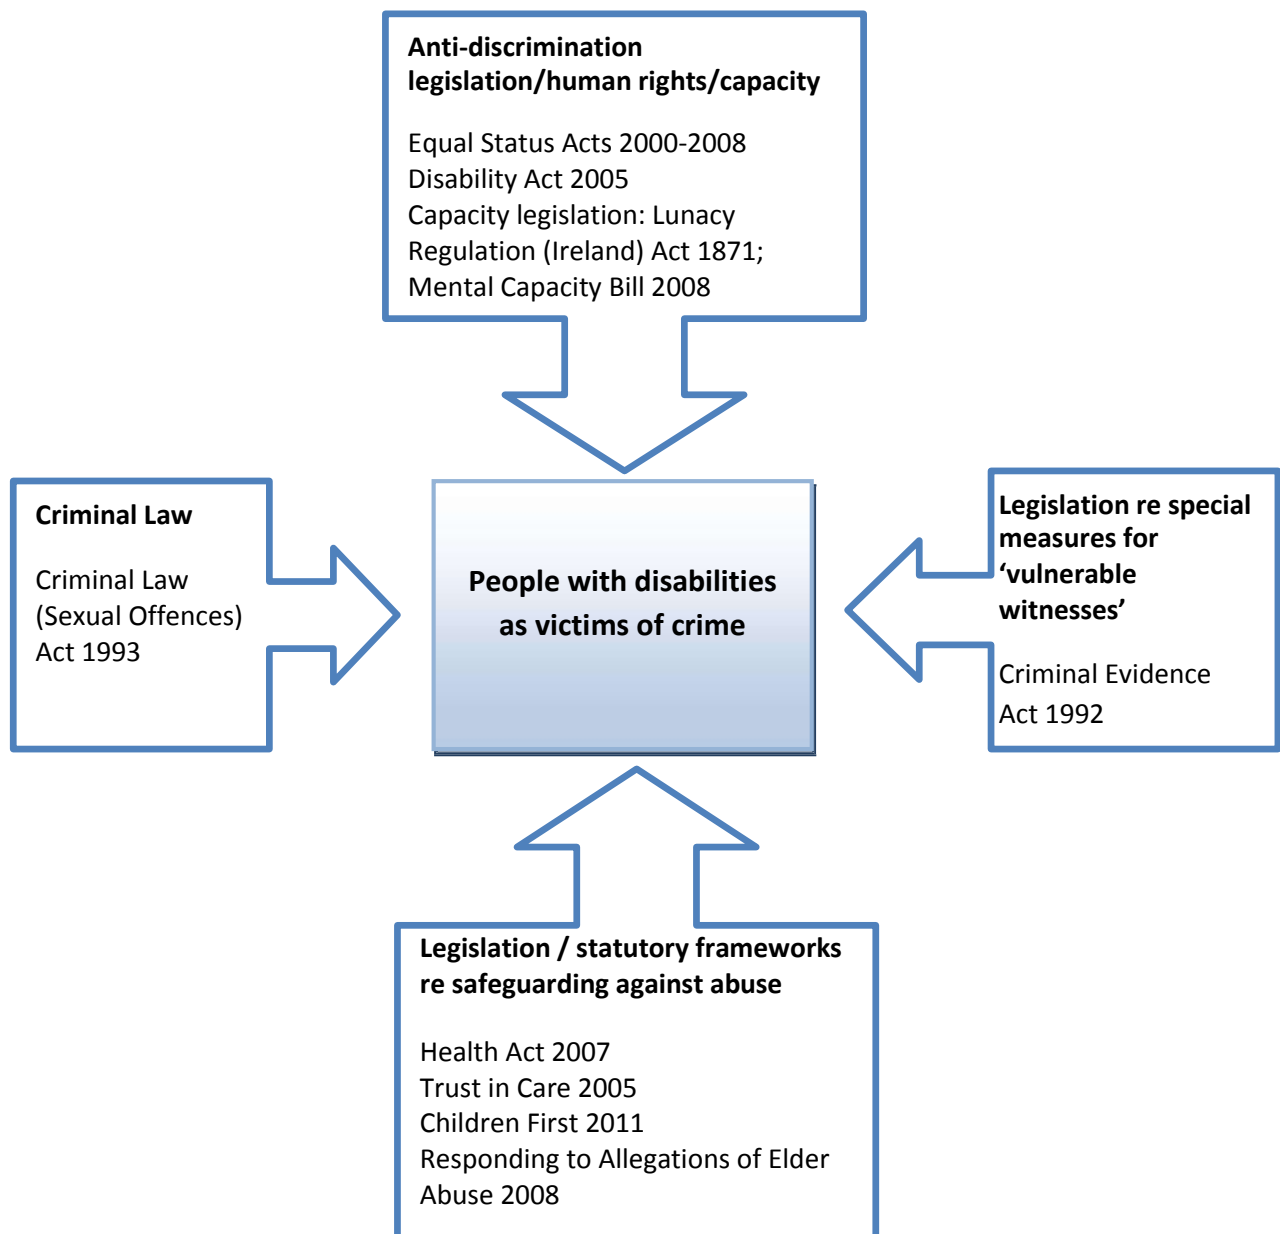 Anti-discrimination
legislation/human rights/capacity
Equal Status Acts 2000-2008
Disability Act 2005
Capacity legislation: Lunacy
Regulation (Ireland) Act 1871;
Mental Capacity Bill 2008
Criminal Law
Criminal Law
(Sexual Offences)
Act 1993
People with disabilities
as victims of crime
Legislation re special
measures for
‘vulnerable
witnesses’
Criminal Evidence
Act 1992
Legislation / statutory frameworks
re safeguarding against abuse
Health Act 2007
Trust in Care 2005
Children First 2011
Responding to Allegations of Elder
Abuse 2008